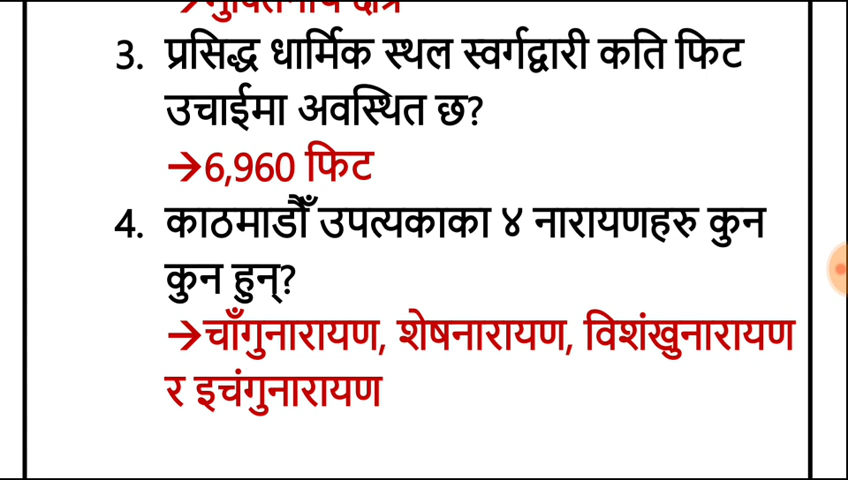 →मुक्तिनाथ क्षेत्र
3. प्रसिद्ध धार्मिक स्थल स्वर्गद्वारी कति फिट
उचाईमा अवस्थित छ?
→6,960 फिट
4. काठमाडौँ उपत्यकाका ४ नारायणहरु कुन
कुन हुन्?
→चाँगुनारायण, शेषनारायण, विशंखुनारायण
र इचंगुनारायण